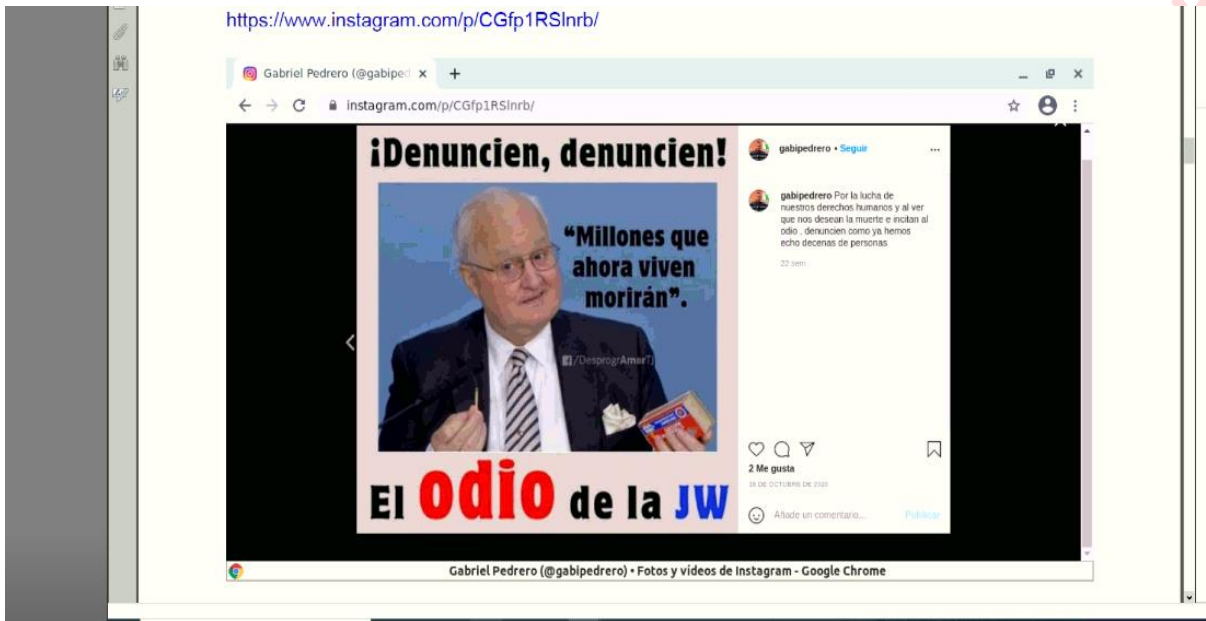 https://www.instagram.com/p/CGfp1RSlnrb/
Gabriel Pedrero (@gabiped
instagram.com/p/CGfp1RSlnrb/
¡Denuncien, denuncien!
“Millones que
ahora viven
morirán”.
/DesprogrAmerTJ
El odio de la JW
gabipedrero • Seguir
gabipedrero Por la lucha de
nuestros derechos humanos y al ver
que nos desean la muerte e incitan al
odio , denuncien como ya hemos
echo decenas de personas
22 sem
2 Me gusta
DE OCTUBRE DE 2020
Añade un comentario...
Publicar
Gabriel Pedrero (@gabipedrero) • Fotos y vídeos de Instagram - Google Chrome